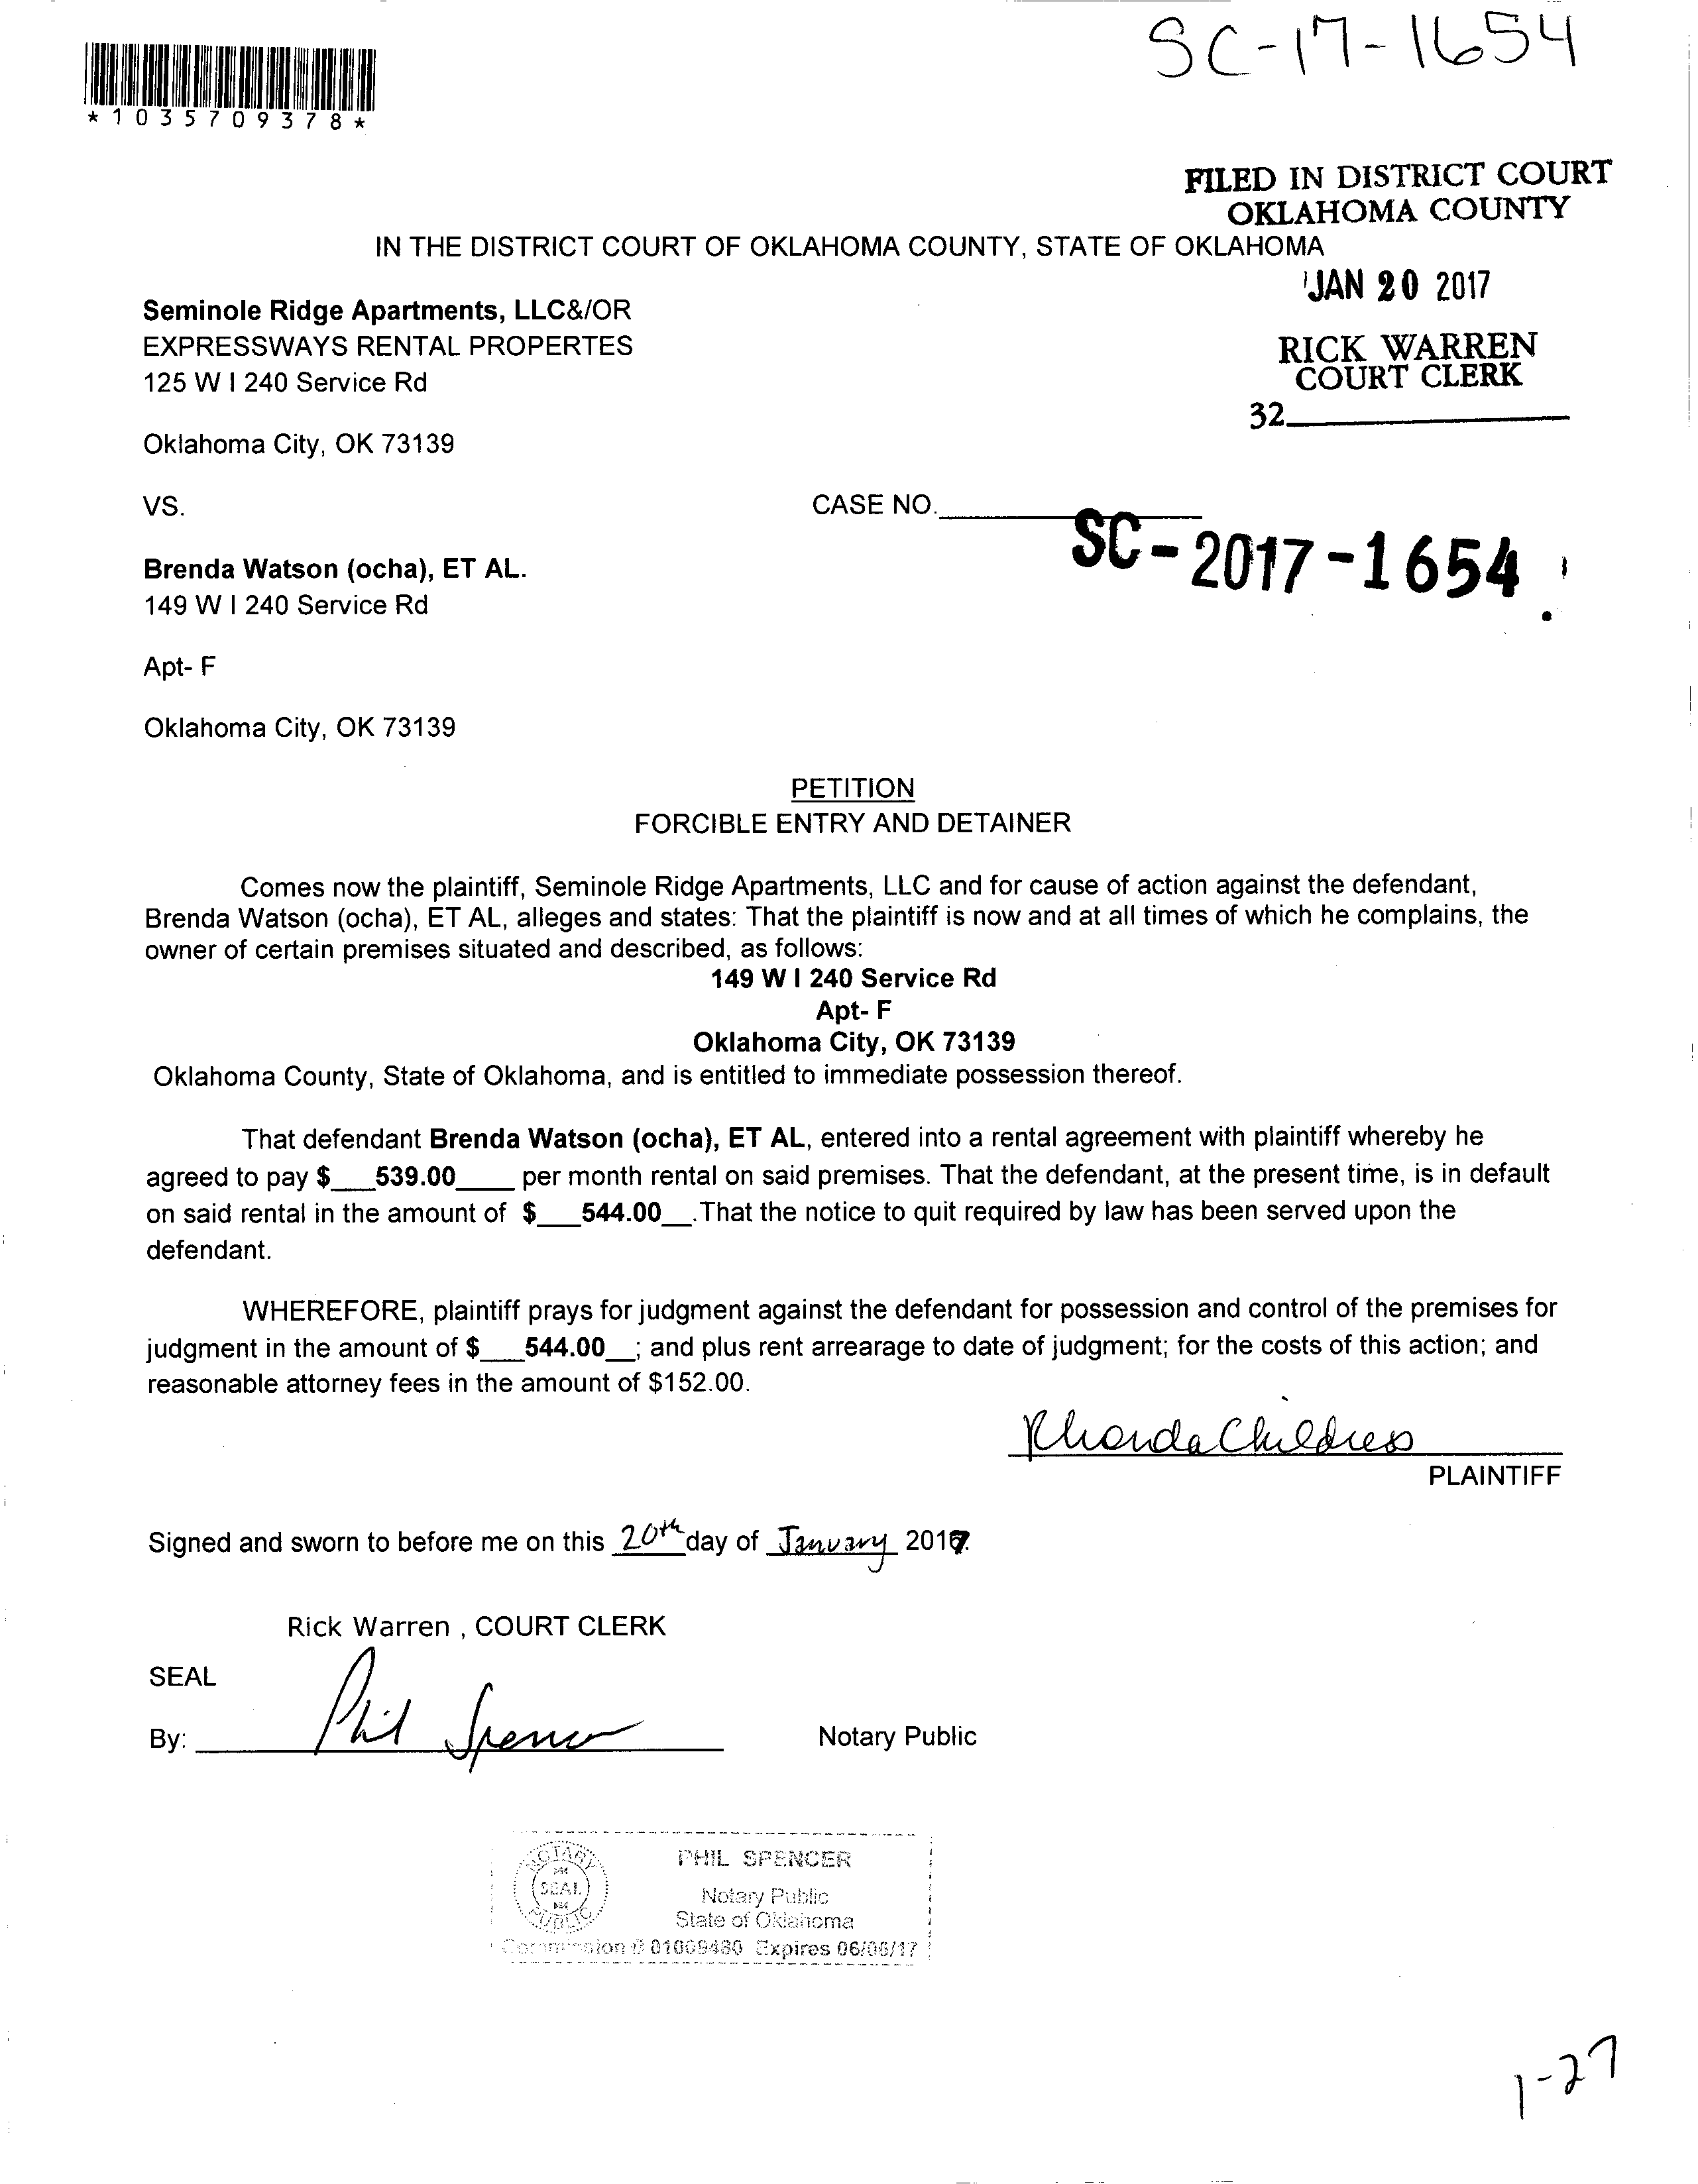 SC-17-1654
*1035709378*
FILED IN DISTRICT COURT
OKLAHOMA COUNTY
IN THE DISTRICT COURT OF OKLAHOMA COUNTY, STATE OF OKLAHOMA
JAN 20 2017
Seminole Ridge Apartments, LLC&/OR
EXPRESSWAYS RENTAL PROPERTES
RICK WARREN
COURT CLERK
125 W I 240 Service Rd
32
Oklahoma City, OK 73139
VS.
CASE NO.
SC-2017-1654
Brenda Watson (ocha), ET AL.
149 W I 240 Service Rd
Apt- F
Oklahoma City, OK 73139
PETITION
FORCIBLE ENTRY AND DETAINER
Comes now the plaintiff, Seminole Ridge Apartments, LLC and for cause of action against the defendant,
Brenda Watson (ocha), ET AL, alleges and states: That the plaintiff is now and at all times of which he complains, the
owner of certain premises situated and described, as follows:
149 W I 240 Service Rd
Apt- F
Oklahoma City, OK 73139
Oklahoma County, State of Oklahoma, and is entitled to immediate possession thereof.
That defendant Brenda Watson (ocha), ET AL, entered into a rental agreement with plaintiff whereby he
agreed to pay $___539.00____ per month rental on said premises. That the defendant, at the present time, is in default
on said rental in the amount of $___544.00__.That the notice to quit required by law has been served upon the
defendant.
WHEREFORE, plaintiff prays for judgment against the defendant for possession and control of the premises for
judgment in the amount of $___544.00__; and plus rent arrearage to date of judgment; for the costs of this action; and
reasonable attorney fees in the amount of $152.00.
Rhonda Childress
PLAINTIFF
Signed and sworn to before me on this 20th day of January 2017.
Rick Warren , COURT CLERK
SEAL
By: Phil Spencer
Notary Public
NOTARY
SEAL
PUBLIC
PHIL SPENCER
Notary Public
State of Oklahoma
Commission # 01009480 Expires 06/06/17
1-27